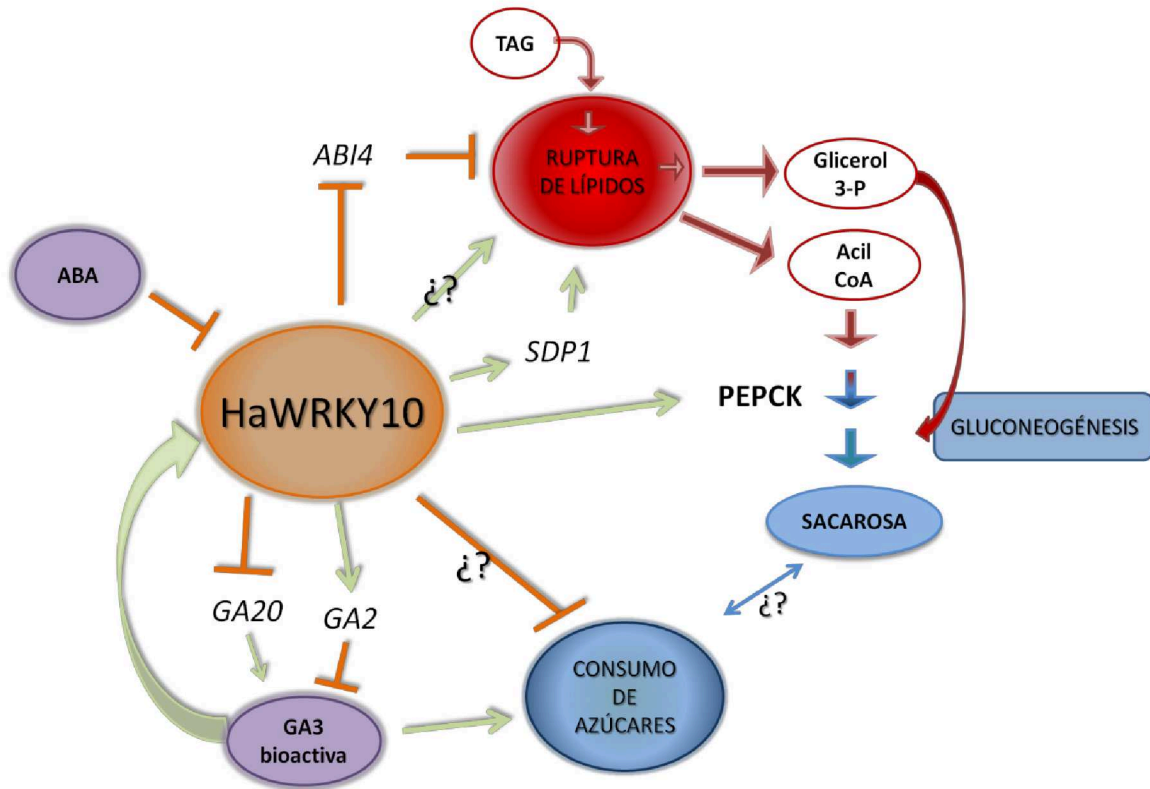 TAG
ABI4
RUPTURA
DE LÍPIDOS
Glicerol
3-P
ABA
¿?
Acil
CoA
SDP1
HaWRKY10
PEPCK
GLUCONEOGÉNESIS
SACAROSA
¿?
¿?
GA20
GA2
CONSUMO
DE
AZÚCARES
GA3
bioactiva